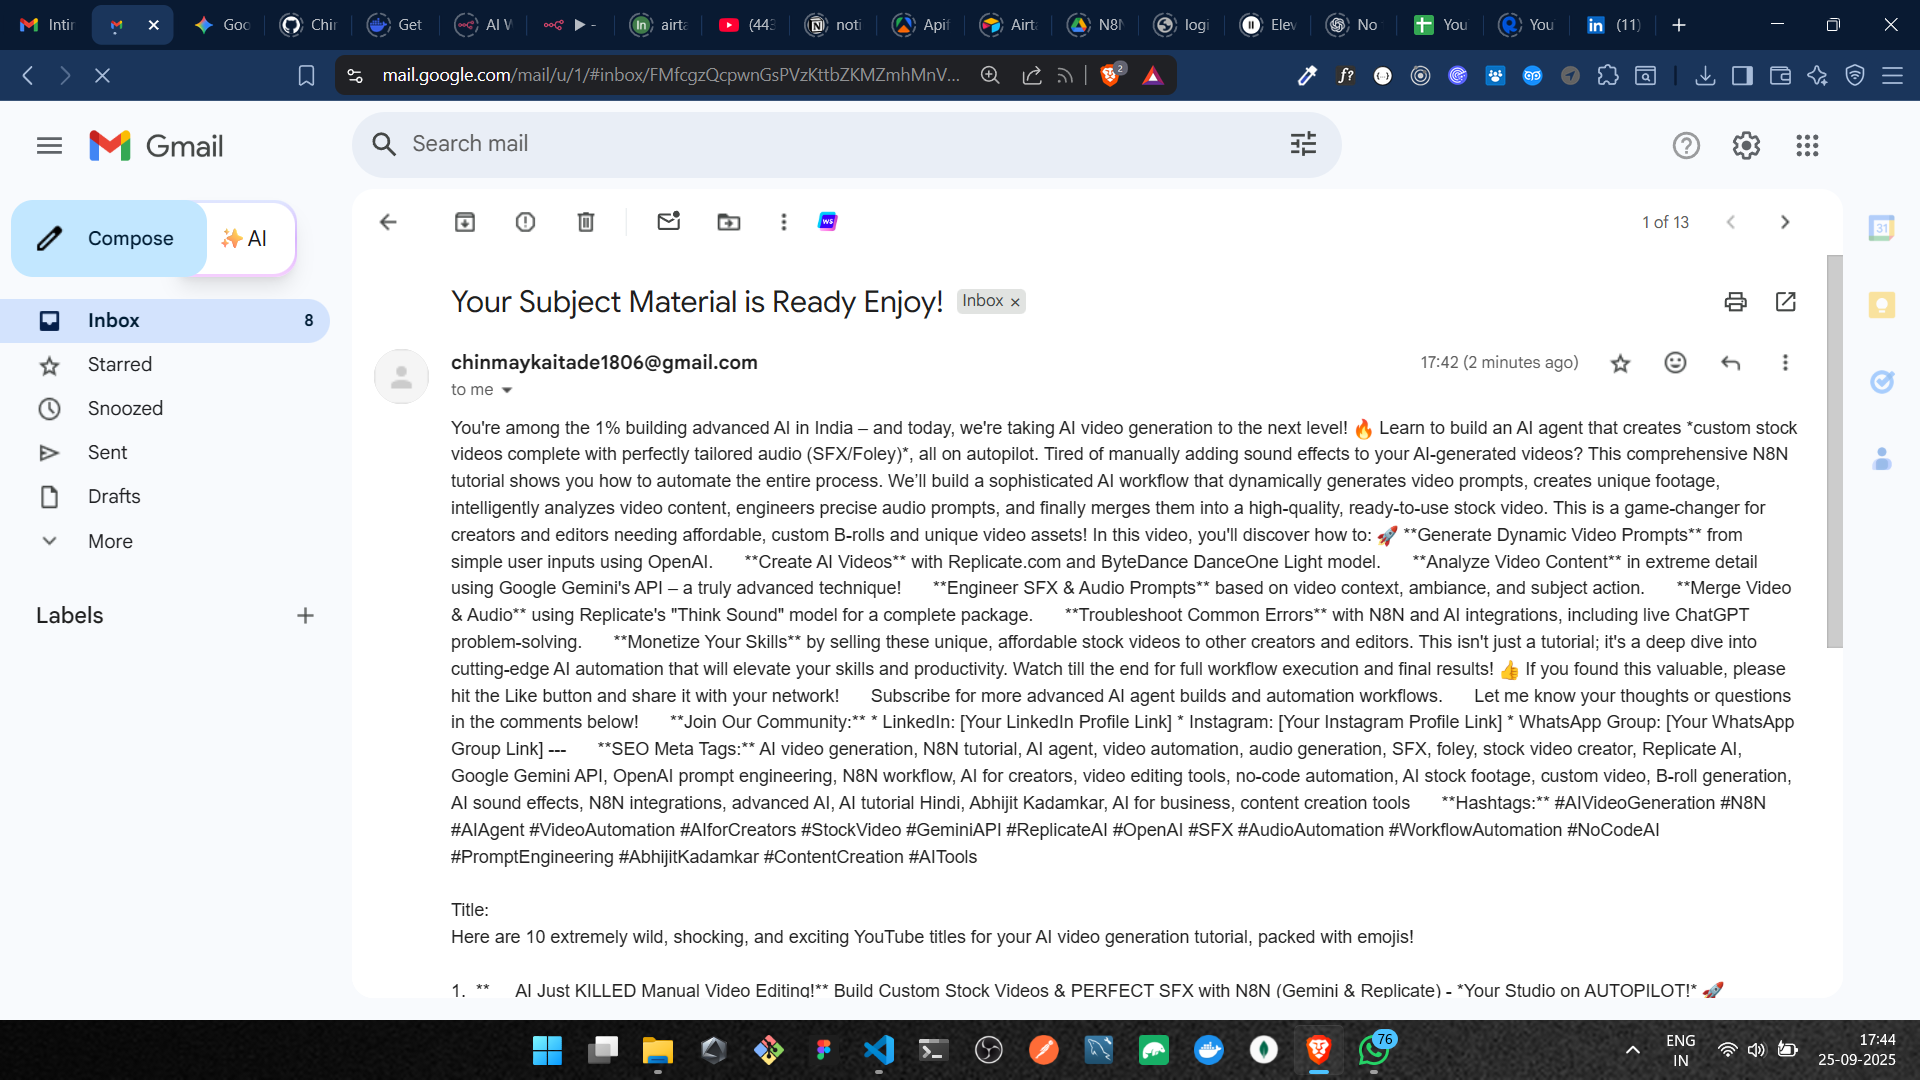 Intin
Goo
Chin
Get
AI W
▶ -
airta
(443
noti
Apif
Airta
N8N
logi
Elev
No
You
You
(11)
mail.google.com/mail/u/1/#inbox/FMfcgzQcpwnGsPVzKttbZKMZmhMnV...
2
Gmail
Search mail
Compose
✨ AI
1 of 13
Inbox
8
Starred
Snoozed
Sent
Drafts
More
Labels
Your Subject Material is Ready Enjoy!
Inbox ×
chinmaykaitade1806@gmail.com
17:42 (2 minutes ago)
to me
You're among the 1% building advanced AI in India – and today, we're taking AI video generation to the next level! 🔥 Learn to build an AI agent that creates *custom stock
videos complete with perfectly tailored audio (SFX/Foley)*, all on autopilot. Tired of manually adding sound effects to your AI-generated videos? This comprehensive N8N
tutorial shows you how to automate the entire process. We'll build a sophisticated AI workflow that dynamically generates video prompts, creates unique footage,
intelligently analyzes video content, engineers precise audio prompts, and finally merges them into a high-quality, ready-to-use stock video. This is a game-changer for
creators and editors needing affordable, custom B-rolls and unique video assets! In this video, you'll discover how to: 🚀 **Generate Dynamic Video Prompts** from
simple user inputs using OpenAI. **Create AI Videos** with Replicate.com and ByteDance DanceOne Light model. **Analyze Video Content** in extreme detail
using Google Gemini's API – a truly advanced technique! **Engineer SFX & Audio Prompts** based on video context, ambiance, and subject action. **Merge Video
& Audio** using Replicate's "Think Sound" model for a complete package. **Troubleshoot Common Errors** with N8N and AI integrations, including live ChatGPT
problem-solving. **Monetize Your Skills** by selling these unique, affordable stock videos to other creators and editors. This isn't just a tutorial; it's a deep dive into
cutting-edge AI automation that will elevate your skills and productivity. Watch till the end for full workflow execution and final results! 👍 If you found this valuable, please
hit the Like button and share it with your network! Subscribe for more advanced AI agent builds and automation workflows. Let me know your thoughts or questions
in the comments below! **Join Our Community:** * LinkedIn: [Your LinkedIn Profile Link] * Instagram: [Your Instagram Profile Link] * WhatsApp Group: [Your WhatsApp
Group Link] --- **SEO Meta Tags:** AI video generation, N8N tutorial, AI agent, video automation, audio generation, SFX, foley, stock video creator, Replicate AI,
Google Gemini API, OpenAI prompt engineering, N8N workflow, AI for creators, video editing tools, no-code automation, AI stock footage, custom video, B-roll generation,
AI sound effects, N8N integrations, advanced AI, AI tutorial Hindi, Abhijit Kadamkar, AI for business, content creation tools **Hashtags:** #AIVideoGeneration #N8N
#AIAgent #VideoAutomation #AIforCreators #StockVideo #GeminiAPI #ReplicateAI #OpenAI #SFX #AudioAutomation #WorkflowAutomation #NoCodeAI
#PromptEngineering #AbhijitKadamkar #ContentCreation #AITools
Title:
Here are 10 extremely wild, shocking, and exciting YouTube titles for your AI video generation tutorial, packed with emojis!
1. ** AI Just KILLED Manual Video Editing!** Build Custom Stock Videos & PERFECT SFX with N8N (Gemini & Replicate) - *Your Studio on AUTOPILOT!* 🚀
31
76
ENG
IN
17:44
25-09-2025